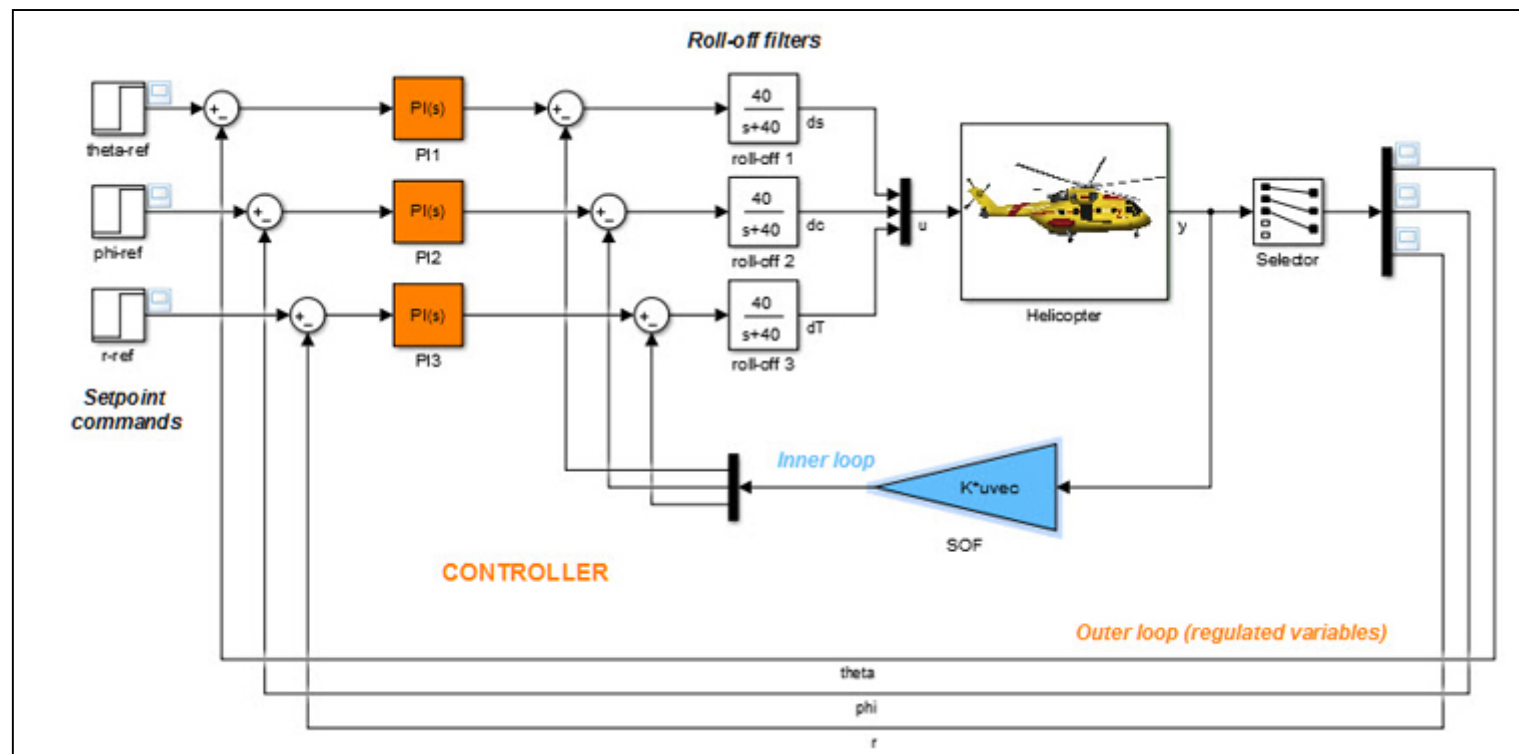 Roll-off filters
theta-ref
+
-
PI(s)
PI1
+
-
40
s+40
roll-off 1
ds
phi-ref
+
-
PI(s)
PI2
+
-
40
s+40
roll-off 2
dc
r-ref
+
-
PI(s)
PI3
+
-
40
s+40
roll-off 3
dT
u
Helicopter
y
Selector
Setpoint
commands
Inner loop
K*uvec
SOF
CONTROLLER
Outer loop (regulated variables)
theta
phi
r